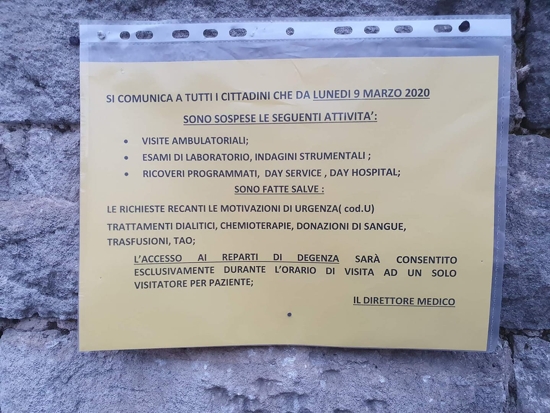 SI COMUNICA A TUTTI I CITTADINI CHE DA LUNEDI 9 MARZO 2020
SONO SOSPESE LE SEGUENTI ATTIVITA':
• VISITE AMBULATORIALI;
• ESAMI DI LABORATORIO, INDAGINI STRUMENTALI ;
• RICOVERI PROGRAMMATI, DAY SERVICE , DAY HOSPITAL;
SONO FATTE SALVE :
LE RICHIESTE RECANTI LE MOTIVAZIONI DI URGENZA( cod.U)
TRATTAMENTI DIALITICI, CHEMIOTERAPIE, DONAZIONI DI SANGUE,
TRASFUSIONI, TAO;
L'ACCESSO AI REPARTI DI DEGENZA SARÀ CONSENTITO
ESCLUSIVAMENTE DURANTE L'ORARIO DI VISITA AD UN SOLO
VISITATORE PER PAZIENTE;
IL DIRETTORE MEDICO